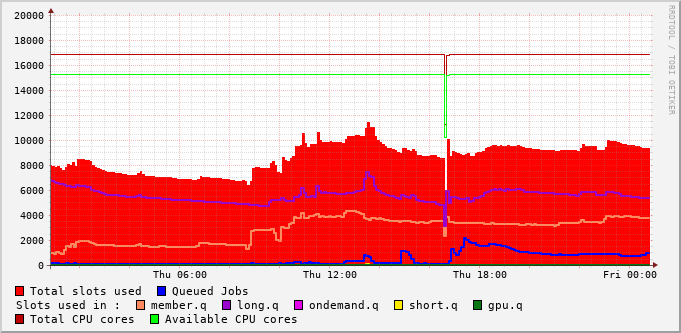 RRDTOOL / TOBI OETIKER
20000
18000
16000
14000
12000
10000
8000
6000
4000
2000
0
Thu 06:00 Thu 12:00 Thu 18:00 Fri 00:00
Total slots used Queued Jobs
Slots used in : member.q long.q ondemand.q short.q gpu.q
Total CPU cores Available CPU cores